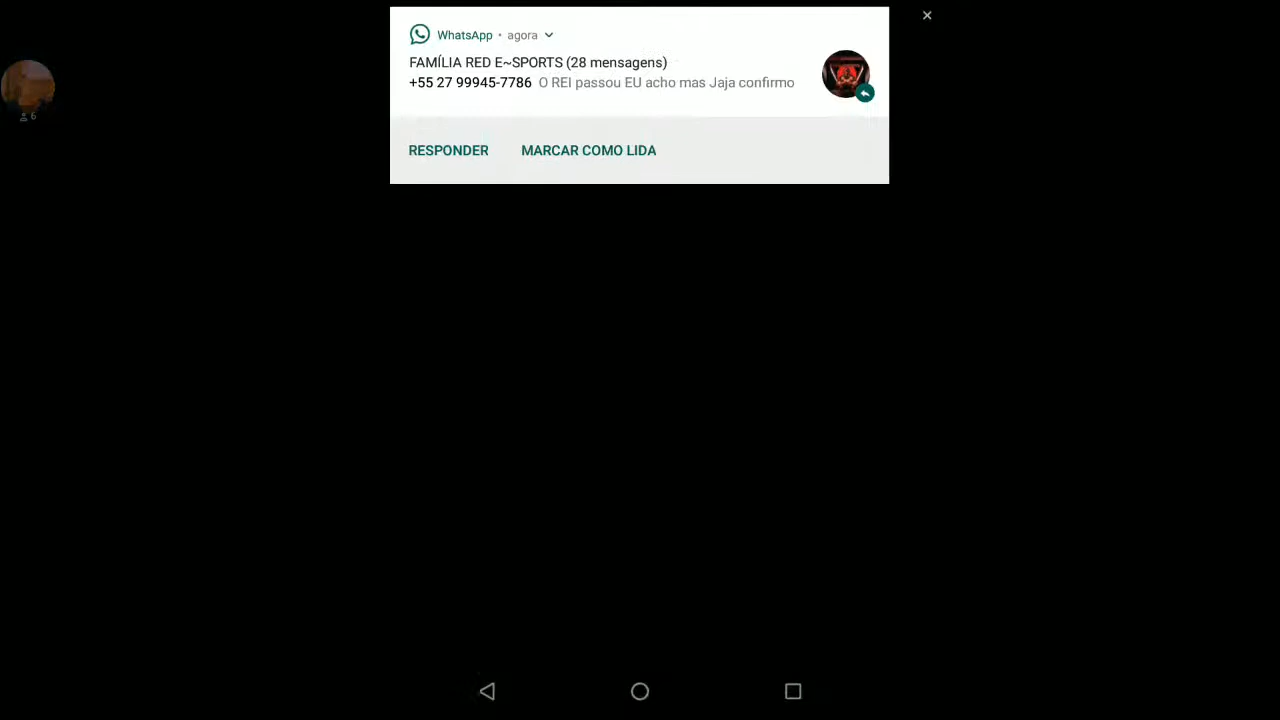 WhatsApp • agora
FAMÍLIA RED E~SPORTS (28 mensagens)
+55 27 99945-7786 O REI passou EU acho mas Jaja confirmo
RESPONDER MARCAR COMO LIDA
6